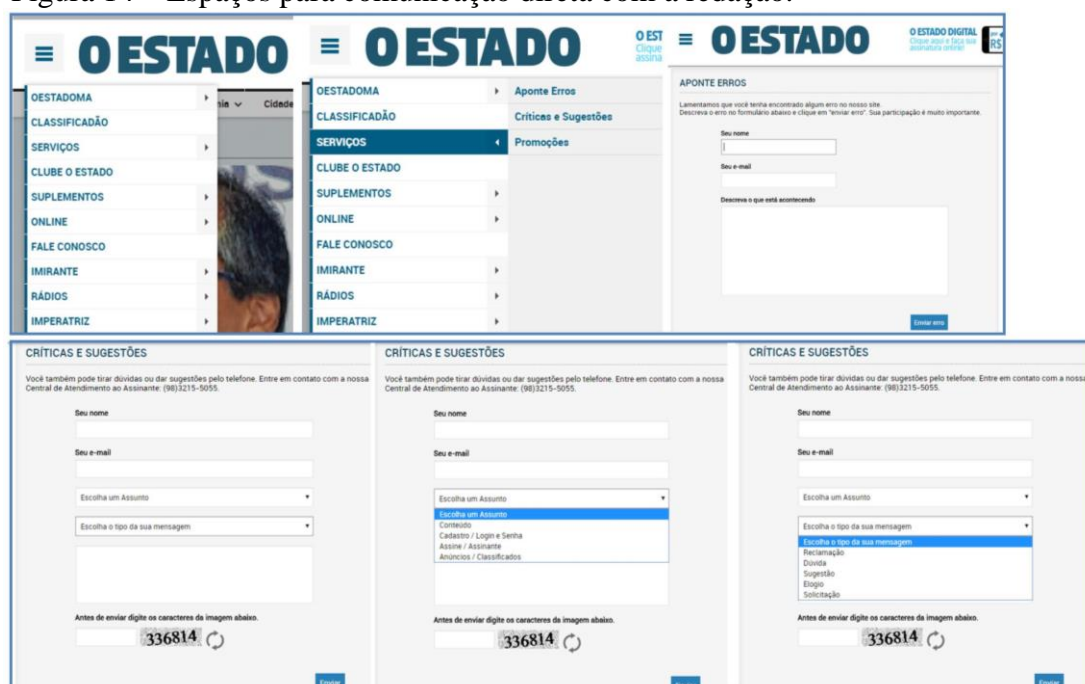 ≡ O ESTADO
nia Cidade
OESTADOMA
CLASSIFICADÃO
SERVIÇOS
CLUBE O ESTADO
SUPLEMENTOS
ONLINE
FALE CONOSCO
IMIRANTE
RÁDIOS
IMPERATRIZ
≡ O ESTADO
O EST
Clique
assina
OESTADOMA
CLASSIFICADÃO
SERVIÇOS
CLUBE O ESTADO
SUPLEMENTOS
ONLINE
FALE CONOSCO
IMIRANTE
RÁDIOS
IMPERATRIZ
Aponte Erros
Críticas e Sugestões
Promoções
≡ O ESTADO
O ESTADO DIGITAL
Clique aqui e faça sua
assinatura online!
R$
APONTE ERROS
Lamentamos que você tenha encontrado algum erro no nosso site.
Descreva o erro no formulário abaixo e clique em "enviar erro". Sua participação é muito importante.
Seu nome
Seu e-mail
Descreva o que está acontecendo
Enviar erro
CRÍTICAS E SUGESTÕES
Você também pode tirar dúvidas ou dar sugestões pelo telefone. Entre em contato com a nossa
Central de Atendimento ao Assinante: (98)3215-5055.
Seu nome
Seu e-mail
Escolha um Assunto
Escolha o tipo da sua mensagem
Antes de enviar digite os caracteres da imagem abaixo.
336814
Enviar
CRÍTICAS E SUGESTÕES
Você também pode tirar dúvidas ou dar sugestões pelo telefone. Entre em contato com a nossa
Central de Atendimento ao Assinante: (98)3215-5055.
Seu nome
Seu e-mail
Escolha um Assunto
Escolha um Assunto
Conteúdo
Cadastro / Login e Senha
Assine / Assinante
Anúncios / Classificados
Antes de enviar digite os caracteres da imagem abaixo.
336814
CRÍTICAS E SUGESTÕES
Você também pode tirar dúvidas ou dar sugestões pelo telefone. Entre em contato com a nossa
Central de Atendimento ao Assinante: (98)3215-5055.
Seu nome
Seu e-mail
Escolha um Assunto
Escolha o tipo da sua mensagem
Escolha o tipo da sua mensagem
Reclamação
Dúvida
Sugestão
Elogio
Solicitação
Antes de enviar digite os caracteres da imagem abaixo.
336814
Enviar